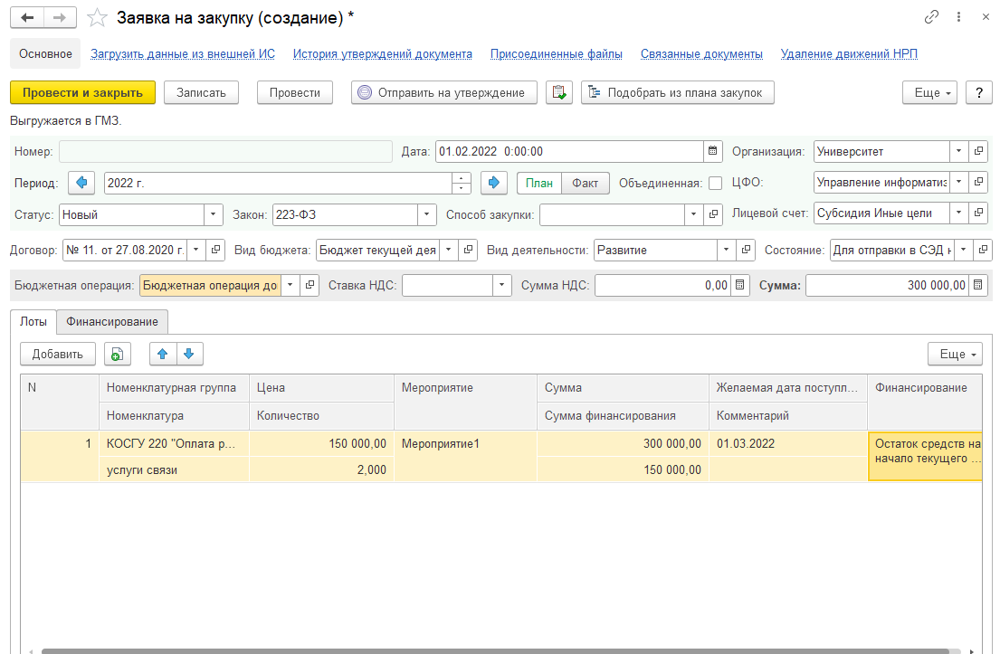 Заявка на закупку (создание) *
Основное Загрузить данные из внешней ИС История утверждений документа Присоединенные файлы Связанные документы Удаление движений НРП
Провести и закрыть Записать Провести Отправить на утверждение Подобрать из плана закупок Еще ?
Выгружается в ГМЗ.
Номер: Дата: 01.02.2022 0:00:00 Организация: Университет
Период: 2022 г. План Факт Объединенная: ЦФО: Управление информатиз
Статус: Новый Закон: 223-ФЗ Способ закупки: Лицевой счет: Субсидия Иные цели
Договор: № 11. от 27.08.2020 г. Вид бюджета: Бюджет текущей дея Вид деятельности: Развитие Состояние: Для отправки в СЭД н
Бюджетная операция: Бюджетная операция до Ставка НДС: Сумма НДС: 0,00 Сумма: 300 000,00
Лоты Финансирование
Добавить Еще
N Номенклатурная группа Цена Мероприятие Сумма Желаемая дата поступл... Финансирование
Номенклатура Количество Сумма финансирования Комментарий
1 КОСГУ 220 "Оплата р... 150 000,00 Мероприятие1 300 000,00 01.03.2022 Остаток средств на
начало текущего ...
услуги связи 2,000 150 000,00